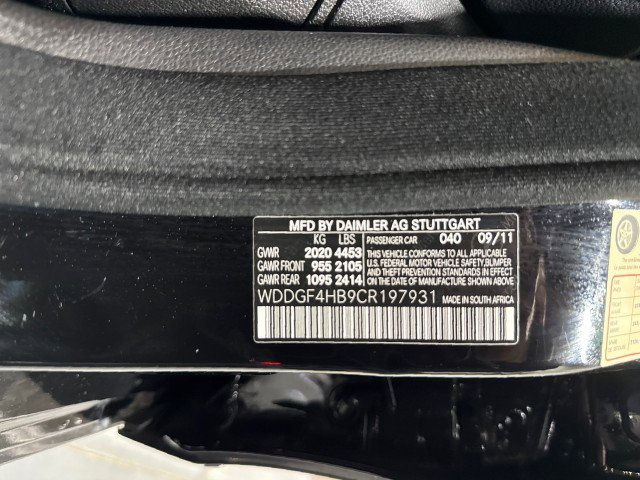 MFD BY DAIMLER AG STUTTGART
KG LBS PASSENGER CAR 040 09/11
GVWR 2020 4453 THIS VEHICLE CONFORMS TO ALL APPLICABLE
GAWR FRONT 955 2105 U.S. FEDERAL MOTOR VEHICLE SAFETY,BUMPER
GAWR REAR 1095 2414 AND THEFT PREVENTION STANDARDS IN EFFECT ON THE DATE OF MANUFACTURE SHOWN ABOVE
WDDGF4HB9CR197931 MADE IN SOUTH AFRICA